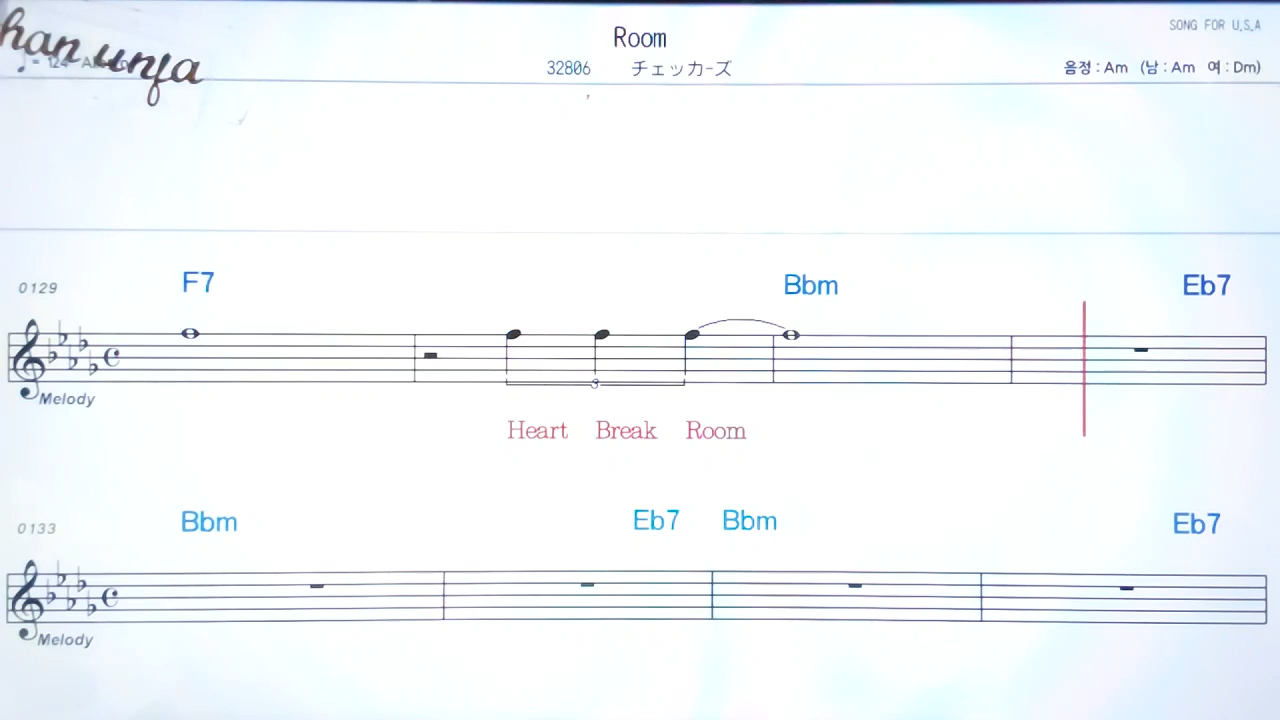 han unja
SONG FOR U.S.A
Room
32806 チェッカーズ
음정 : Am (남 : Am 여 : Dm)
F7 Bbm Eb7
0129
Melody
3
Heart Break Room
Bbm Eb7 Bbm Eb7
0133
Melody